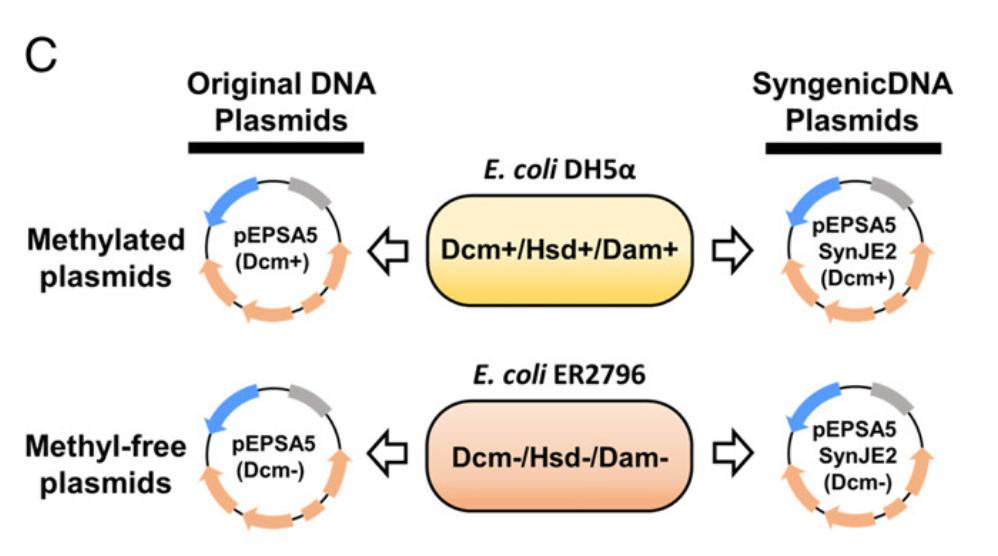 C
Original DNA
Plasmids
SyngenicDNA
Plasmids
E. coli DH5α
Methylated
plasmids
pEPSA5
(Dcm+)
Dcm+/Hsd+/Dam+
pEPSA5
SynJE2
(Dcm+)
E. coli ER2796
Methyl-free
plasmids
pEPSA5
(Dcm-)
Dcm-/Hsd-/Dam-
pEPSA5
SynJE2
(Dcm-)